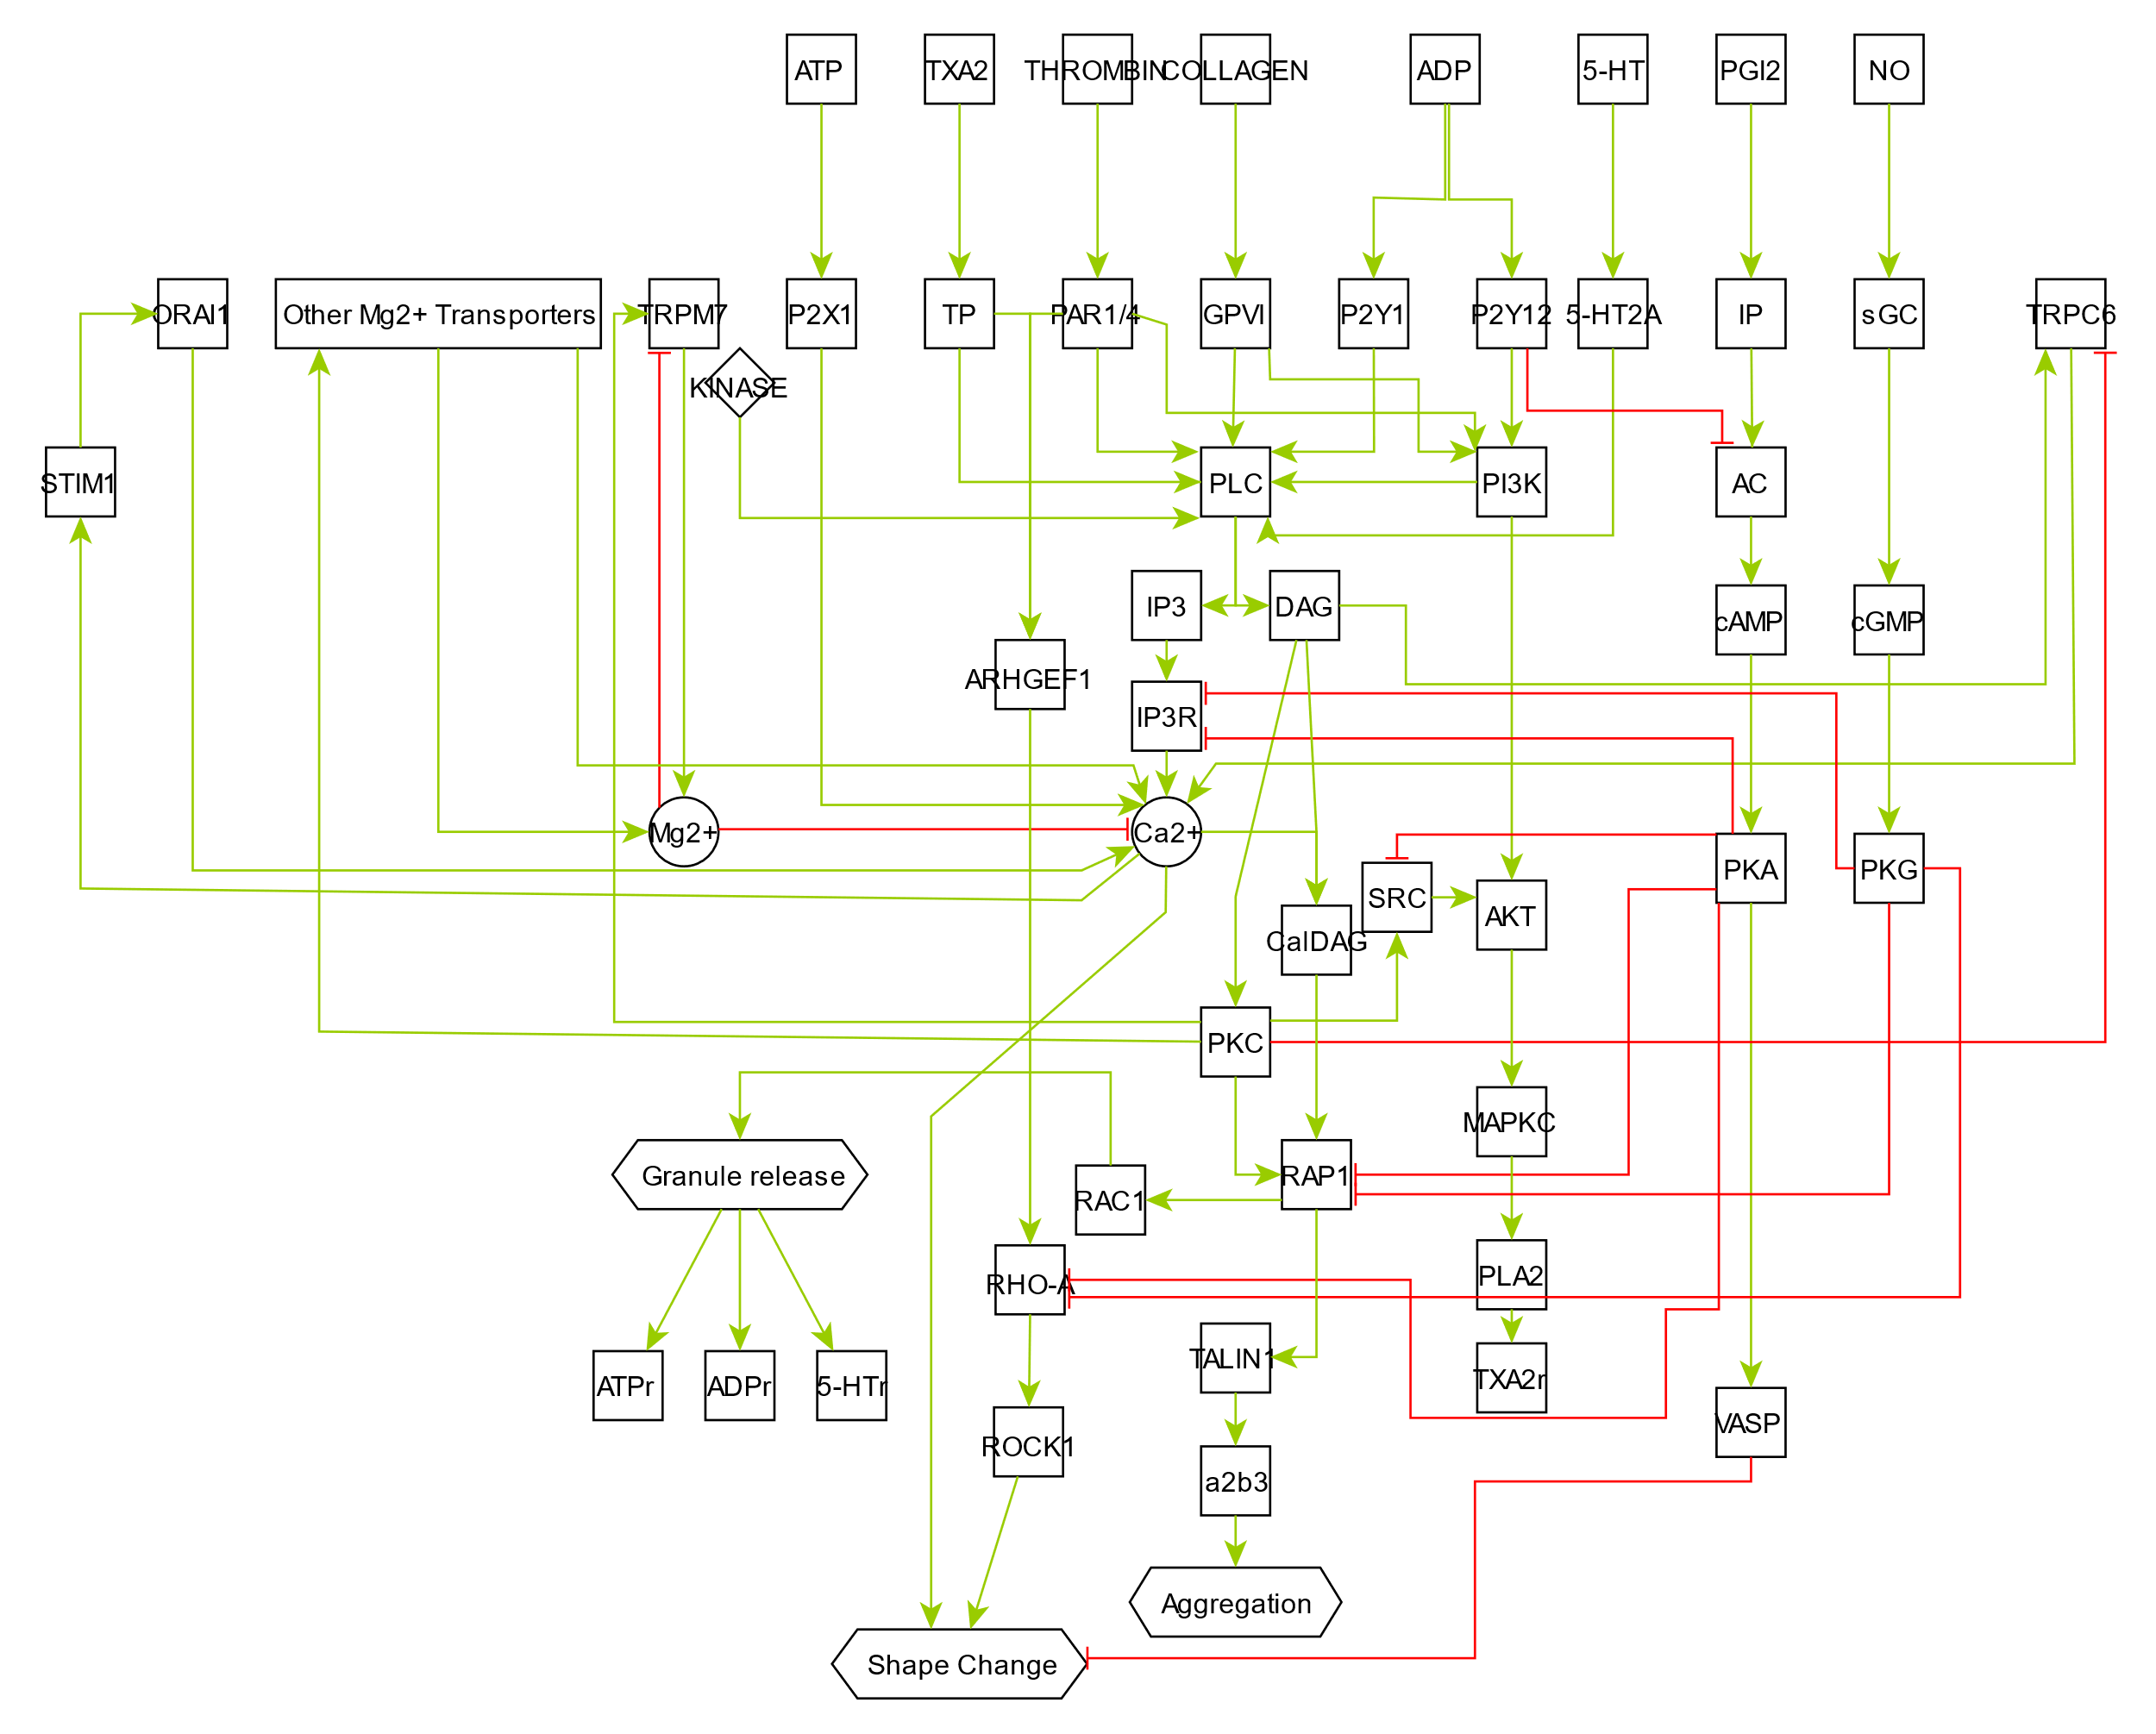 ATP
TXA2
THROMBIN
COLLAGEN
ADP
5-HT
PGI2
NO
ORAI1
Other Mg2+ Transporters
TRPM7
P2X1
TP
PAR1/4
GPVI
P2Y1
P2Y12
5-HT2A
IP
sGC
TRPC6
KINASE
STIM1
PLC
PI3K
AC
IP3
DAG
cAMP
cGMP
ARHGEF1
IP3R
Mg2+
Ca2+
PKA
PKG
SRC
AKT
CalDAG
PKC
MAPKC
Granule release
RAP1
RAC1
PLA2
RHO-A
TALIN1
TXA2r
ATPr
ADPr
5-HTr
VASP
ROCK1
a2b3
Aggregation
Shape Change